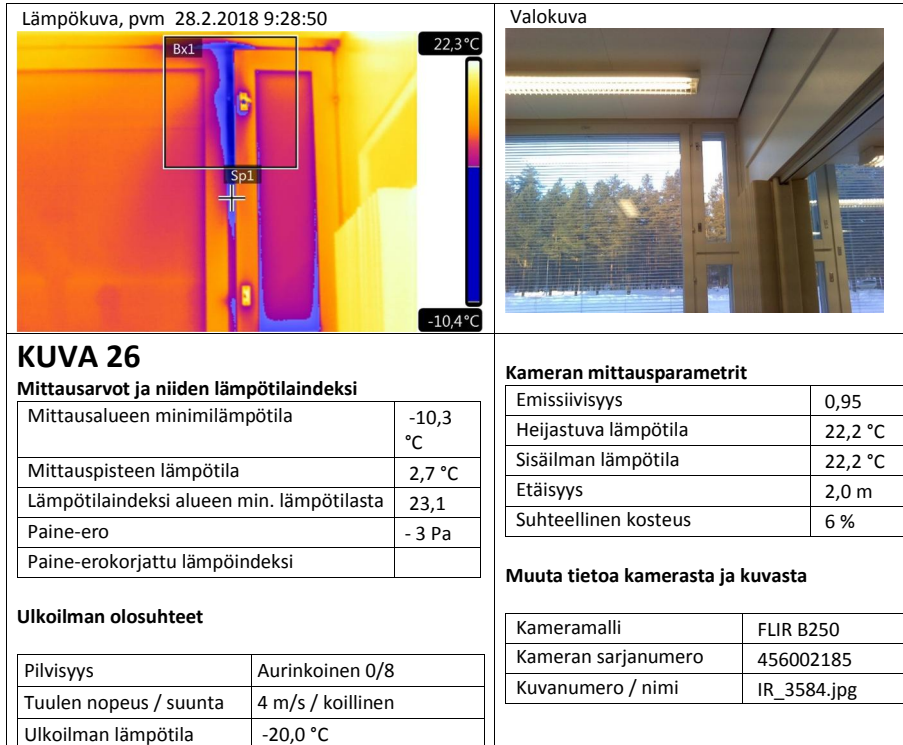 Lämpökuva, pvm 28.2.2018 9:28:50
Bx1
22,3°C
Sp1
-10,4°C
Valokuva
KUVA 26
Mittausarvot ja niiden lämpötilaindeksi
Mittausalueen minimilämpötila -10,3
°C
Mittauspisteen lämpötila 2,7 °C
Lämpötilaindeksi alueen min. lämpötilasta 23,1
Paine-ero - 3 Pa
Paine-erokorjattu lämpöindeksi
Ulkoilman olosuhteet
Pilvisyys Aurinkoinen 0/8
Tuulen nopeus / suunta 4 m/s / koillinen
Ulkoilman lämpötila -20,0 °C
Kameran mittausparametrit
Emissiivisyys 0,95
Heijastuva lämpötila 22,2 °C
Sisäilman lämpötila 22,2 °C
Etäisyys 2,0 m
Suhteellinen kosteus 6 %
Muuta tietoa kamerasta ja kuvasta
Kameramalli FLIR B250
Kameran sarjanumero 456002185
Kuvanumero / nimi IR_3584.jpg